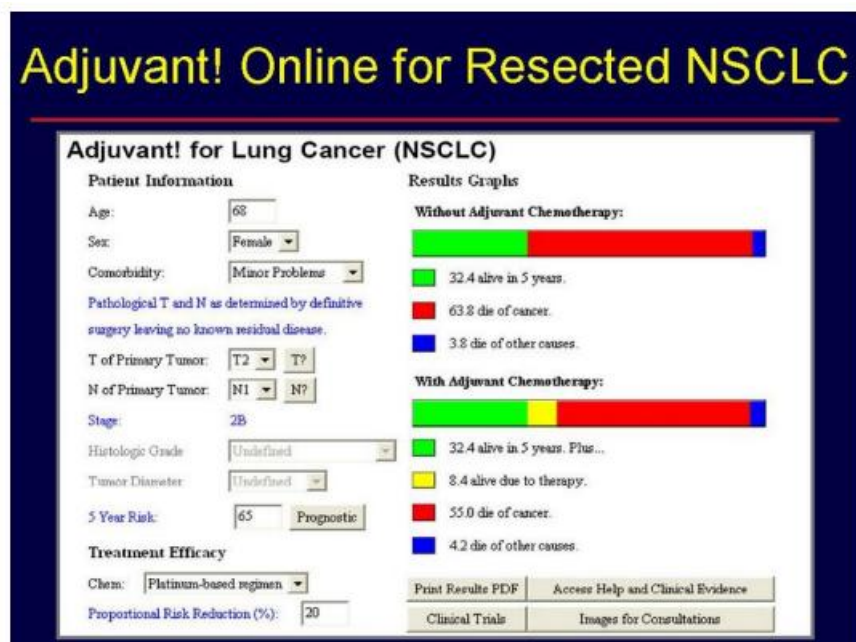 Adjuvant! Online for Resected NSCLC
Adjuvant! for Lung Cancer (NSCLC)
Patient Information
Age: 68
Sex: Female
Comorbidity: Minor Problems
Pathological T and N as determined by definitive
surgery leaving no known residual disease.
T of Primary Tumor: T2 T?
N of Primary Tumor: N1 N?
Stage: 2B
Histologic Grade Undefined
Tumor Diameter: Undefined
5 Year Risk: 65 Prognostic
Treatment Efficacy
Chem: Platinum-based regimen
Proportional Risk Reduction (%): 20
Results Graphs
Without Adjuvant Chemotherapy:
32.4 alive in 5 years.
63.8 die of cancer.
3.8 die of other causes.
With Adjuvant Chemotherapy:
32.4 alive in 5 years. Plus...
8.4 alive due to therapy.
55.0 die of cancer.
4.2 die of other causes.
Print Results PDF Access Help and Clinical Evidence
Clinical Trials Images for Consultations